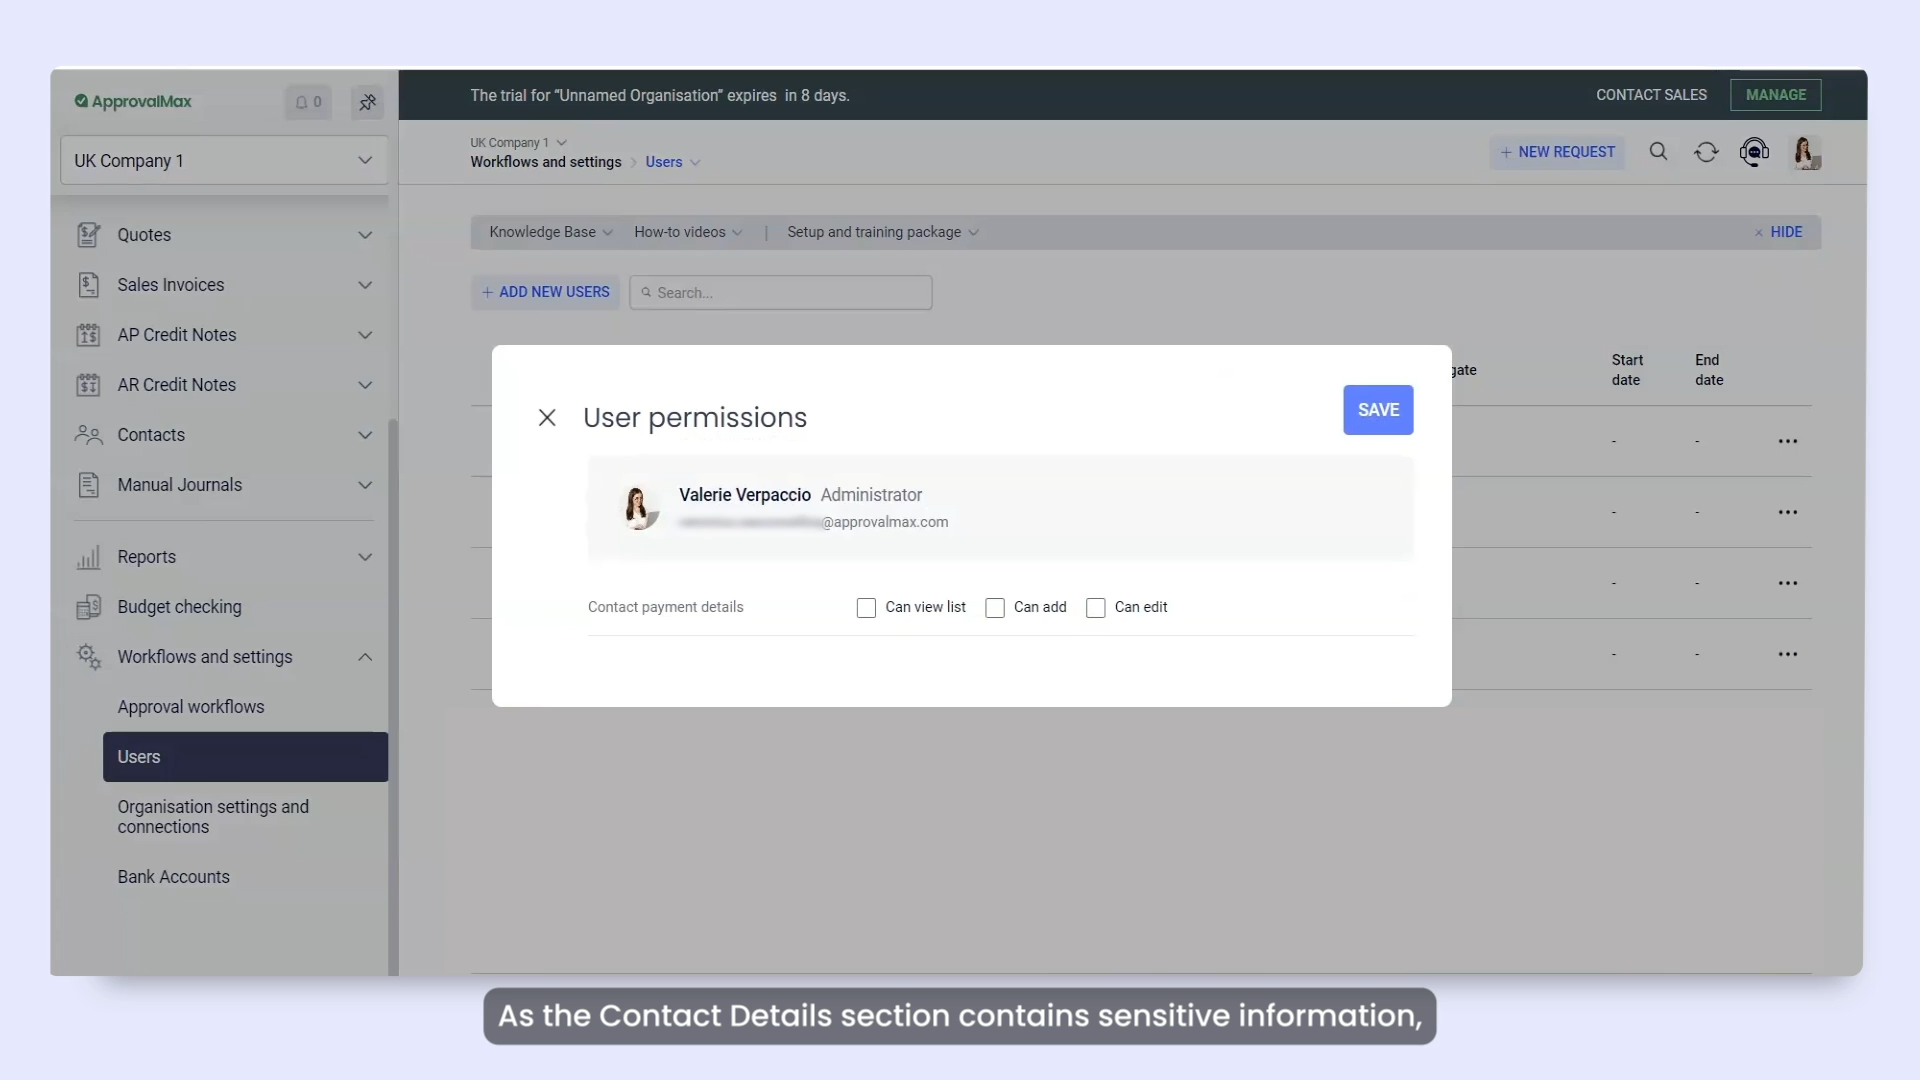 ApprovalMax
0
The trial for “Unnamed Organisation” expires in 8 days.
CONTACT SALES
MANAGE
UK Company 1
UK Company 1
Workflows and settings
Users
+ NEW REQUEST
Quotes
Sales Invoices
AP Credit Notes
AR Credit Notes
Contacts
Manual Journals
Reports
Budget checking
Workflows and settings
Approval workflows
Users
Organisation settings and
connections
Bank Accounts
Knowledge Base
How-to videos
|
Setup and training package
× HIDE
+ ADD NEW USERS
Search...
gate
Start
date
End
date
- - ...
- - ...
- - ...
- - ...
User permissions
SAVE
Valerie Verpaccio Administrator
@approvalmax.com
Contact payment details
Can view list
Can add
Can edit
As the Contact Details section contains sensitive information,